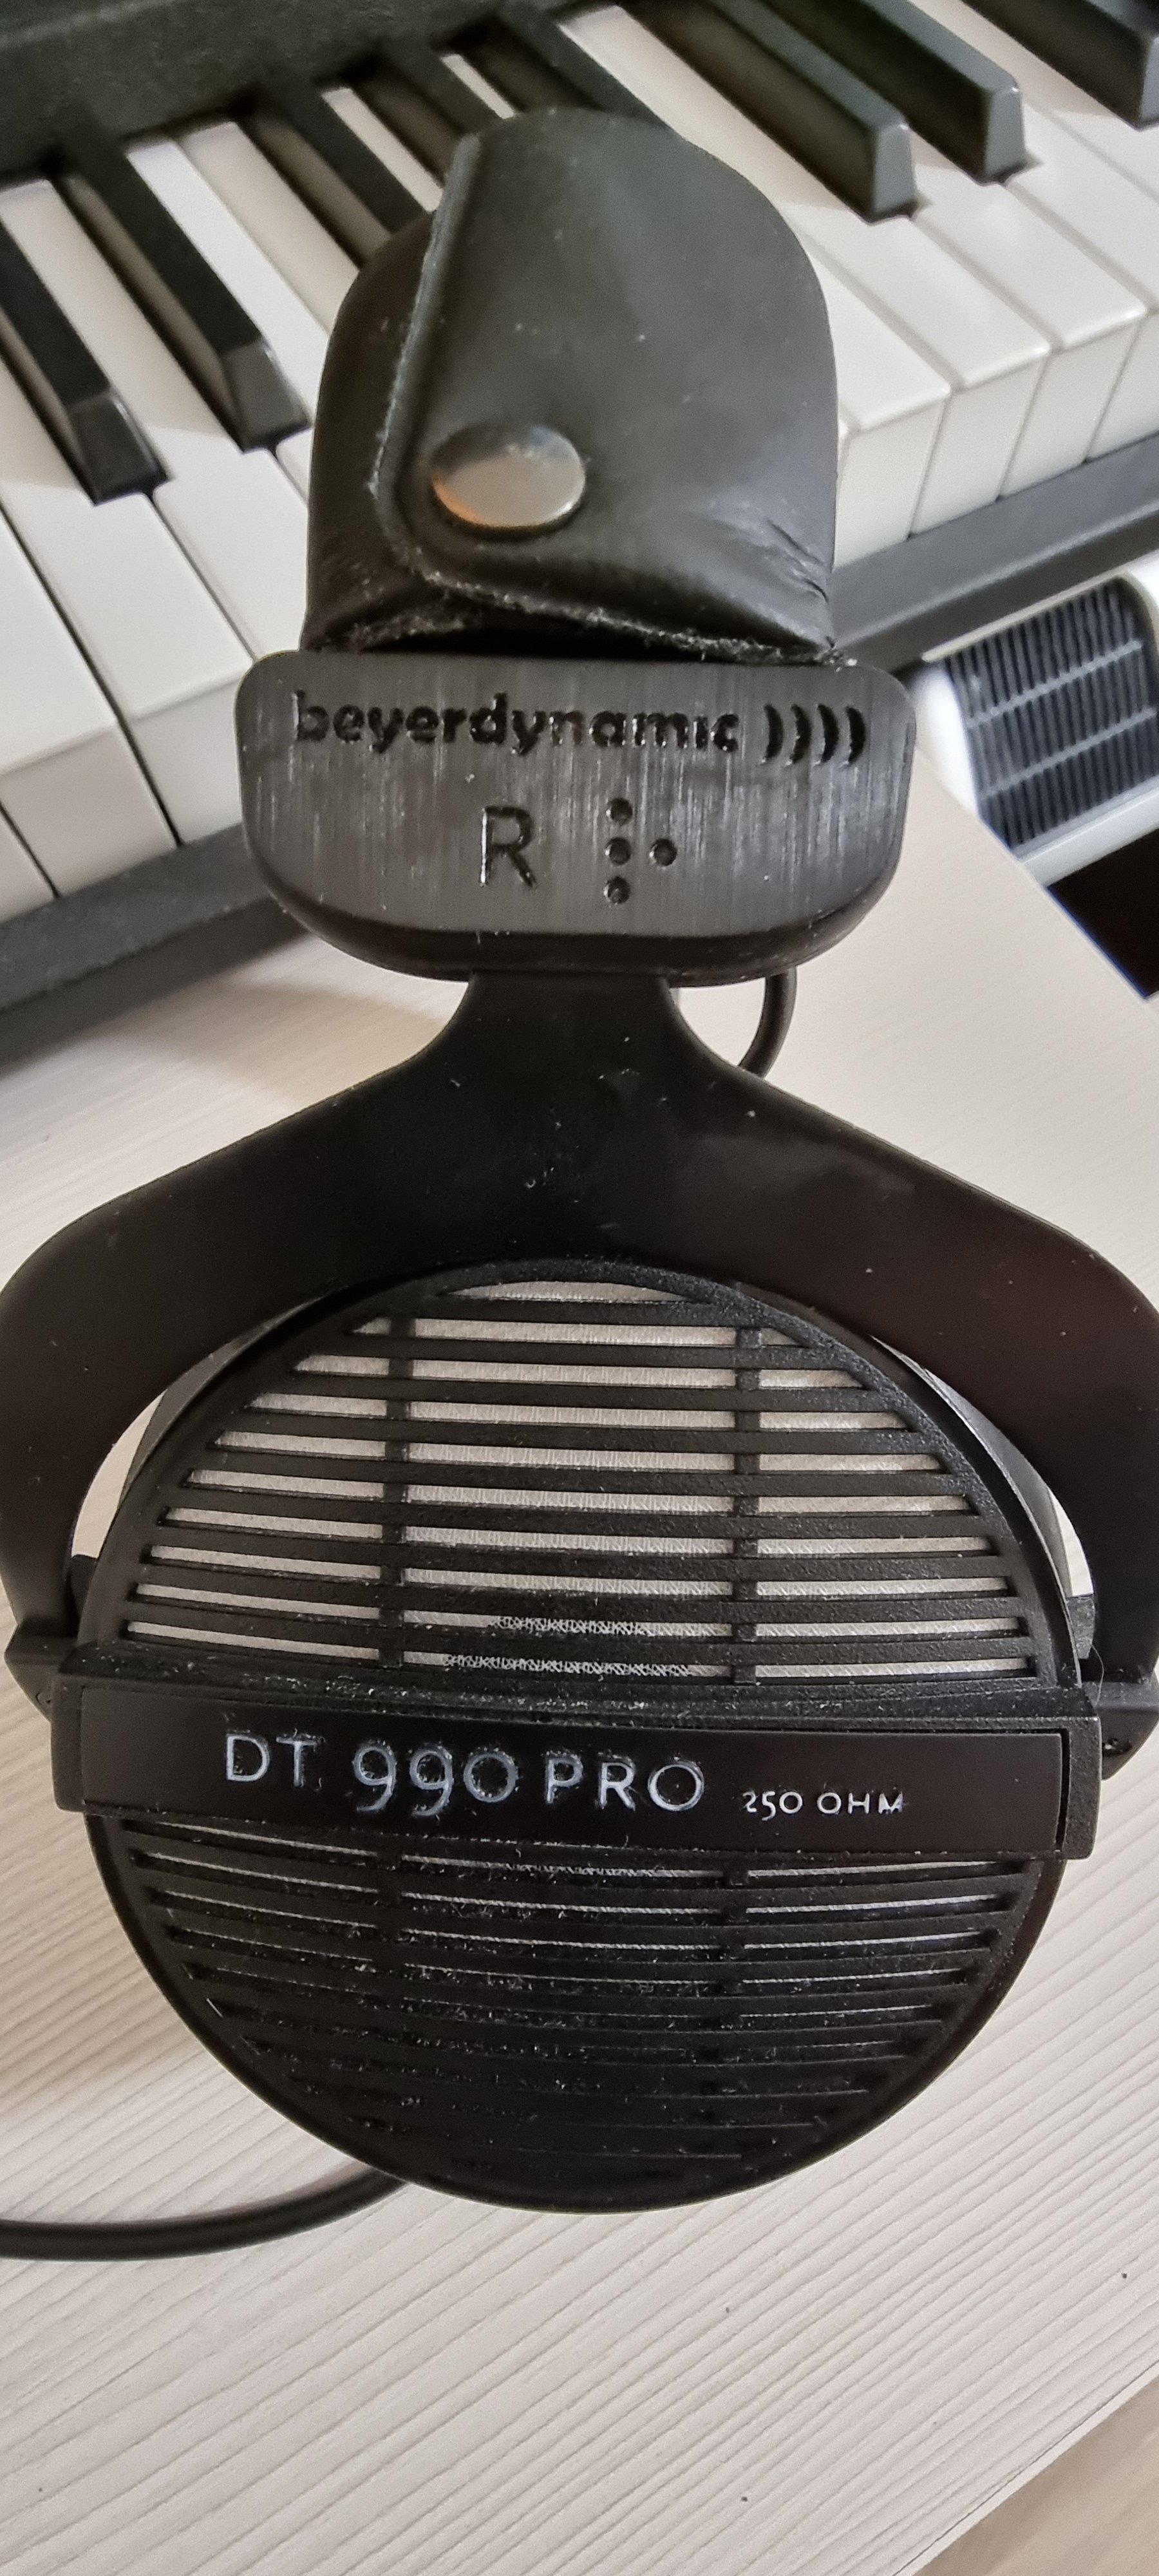 beyerdynamic ))))
R ⠗
DT 990 PRO 250 OHM